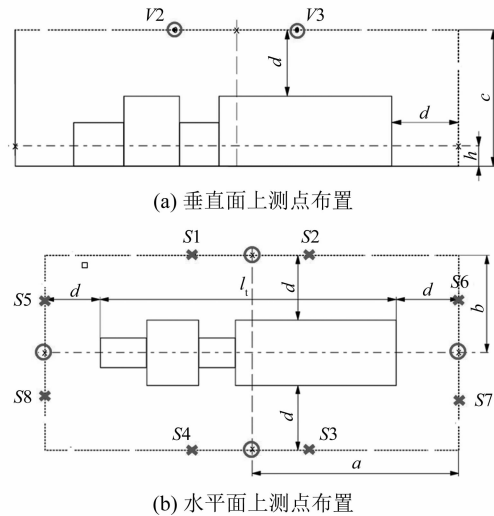 V2 V3
d
c
d
h
(a) 垂直面上测点布置
S1 S2
S5 S6
d lt d d
b
S8 d S7
S4 S3
a
(b) 水平面上测点布置